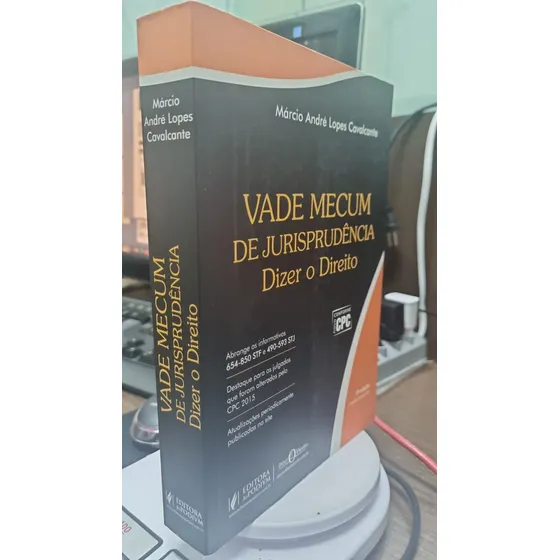 Márcio
André Lopes
Cavalcante
VADE MECUM
DE JURISPRUDÊNCIA
Dizer o Direito
EDITORA
JusPODIVM
Márcio André Lopes Cavalcante
VADE MECUM
DE JURISPRUDÊNCIA
Dizer o Direito
CPC
Abrange os informativos
654-850 STF e 490-593 STJ
Destaque para os julgados
que foram alterados pelo
CPC 2015
Atualizações periodicamente
publicadas no site
EDITORA
JusPODIVM